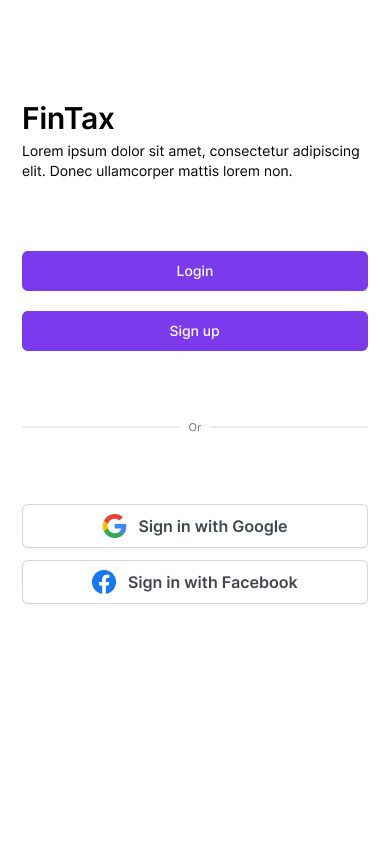 FinTax
Lorem ipsum dolor sit amet, consectetur adipiscing
elit. Donec ullamcorper mattis lorem non.
Login
Sign up
Or
Sign in with Google
Sign in with Facebook